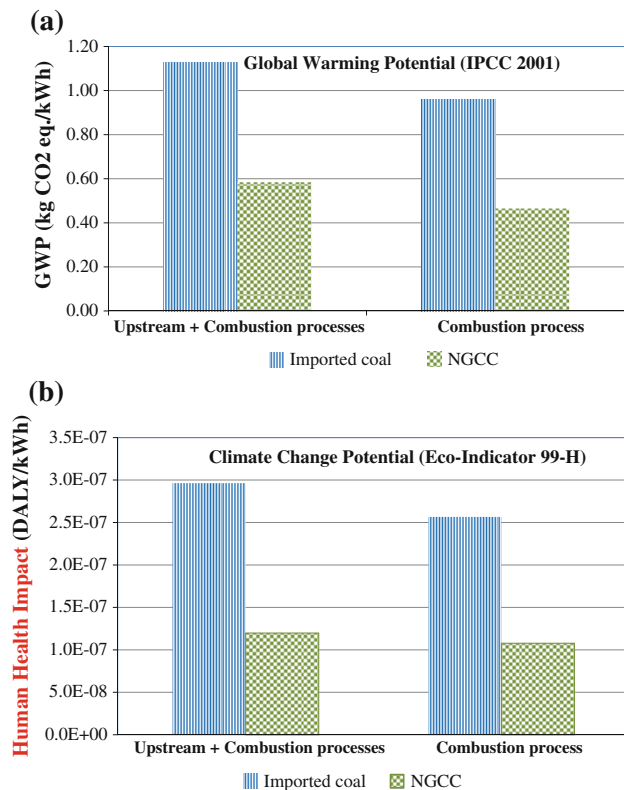 (a)
Global Warming Potential (IPCC 2001)
GWP (kg CO2 eq./kWh)
1.20
1.00
0.80
0.60
0.40
0.20
0.00
Upstream + Combustion processes
Combustion process
Imported coal
NGCC
(b)
Climate Change Potential (Eco-Indicator 99-H)
Human Health Impact (DALY/kWh)
3.5E-07
3.0E-07
2.5E-07
2.0E-07
1.5E-07
1.0E-07
5.0E-08
0.0E+00
Upstream + Combustion processes
Combustion process
Imported coal
NGCC